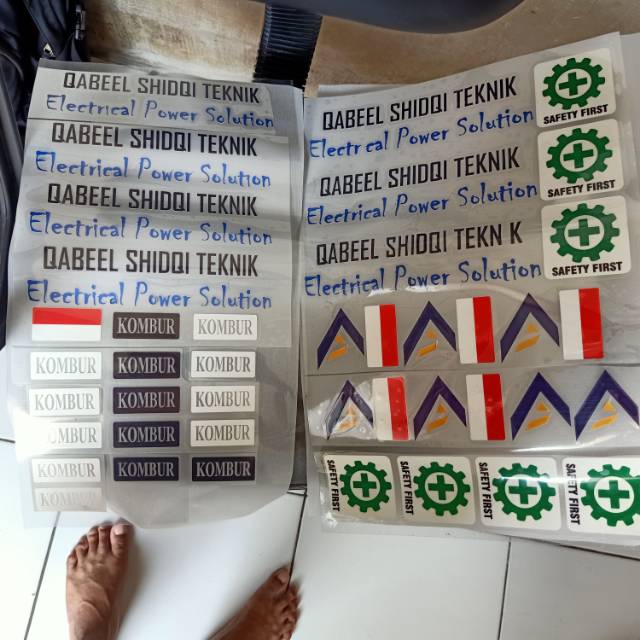 QABEEL SHIDQI TEKNIK
Electrical Power Solution
QABEEL SHIDQI TEKNIK
Electrical Power Solution
QABEEL SHIDQI TEKNIK
Electrical Power Solution
QABEEL SHIDQI TEKNIK
Electrical Power Solution
KOMBUR KOMBUR
KOMBUR KOMBUR KOMBUR
KOMBUR KOMBUR KOMBUR
UMBUR KOMBUR KOMBUR
KOMBUR KOMBUR KOMBUR
KOMBUR
QABEEL SHIDQI TEKNIK
Electrical Power Solution
SAFETY FIRST
QABEEL SHIDQI TEKNIK
Electrical Power Solution
SAFETY FIRST
QABEEL SHIDQI TEKN K
Electrical Power Solution
SAFETY FIRST
SAFETY FIRST
SAFETY FIRST
SAFETY FIRST
SAFETY FIRST